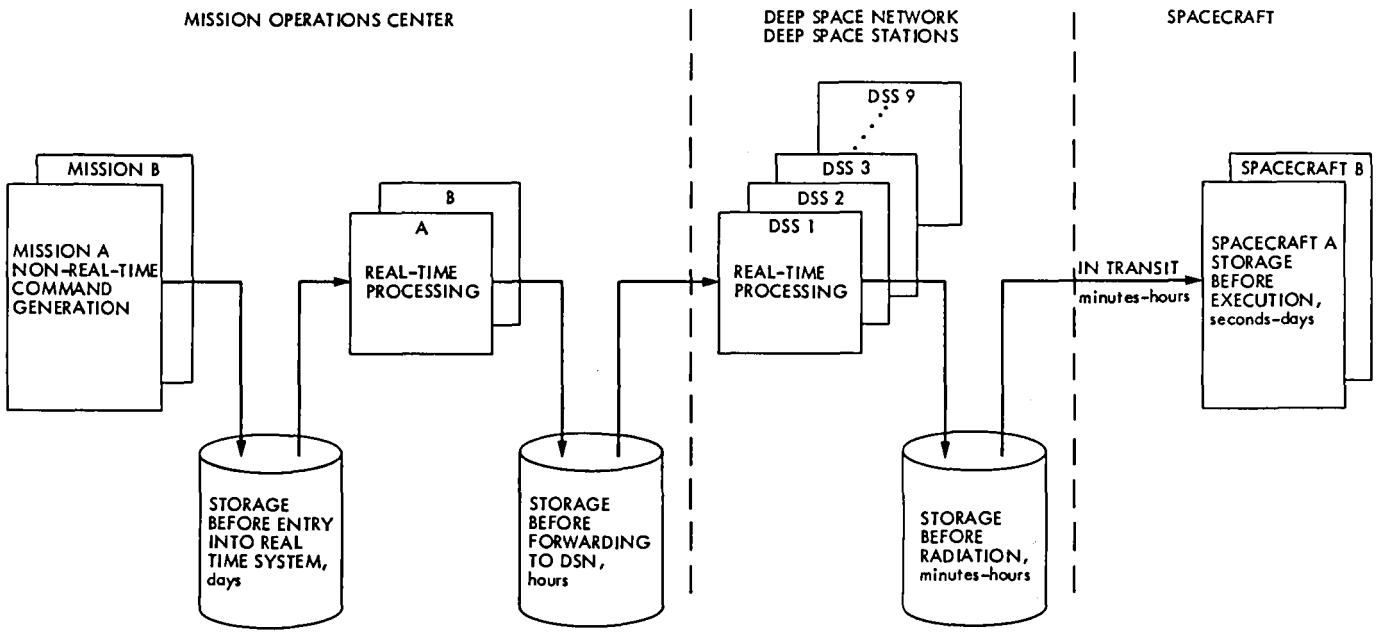 MISSION OPERATIONS CENTER
DEEP SPACE NETWORK
DEEP SPACE STATIONS
SPACECRAFT
MISSION B
MISSION A
NON-REAL-TIME
COMMAND
GENERATION
B
A
REAL-TIME
PROCESSING
DSS 9
DSS 3
DSS 2
DSS 1
REAL-TIME
PROCESSING
IN TRANSIT
minutes-hours
SPACECRAFT B
SPACECRAFT A
STORAGE
BEFORE
EXECUTION,
seconds-days
STORAGE
BEFORE ENTRY
INTO REAL
TIME SYSTEM,
days
STORAGE
BEFORE
FORWARDING
TO DSN,
hours
STORAGE
BEFORE
RADIATION,
minutes-hours